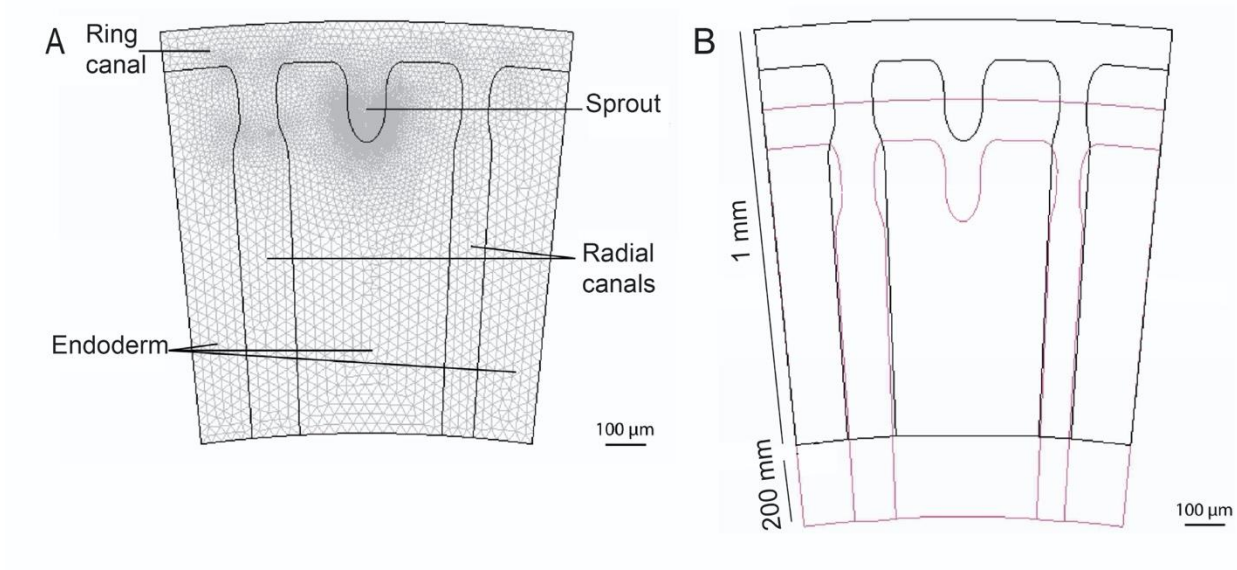 A
Ring
canal
Sprout
Radial
canals
Endoderm
100 µm
B
1 mm
200 mm
100 µm